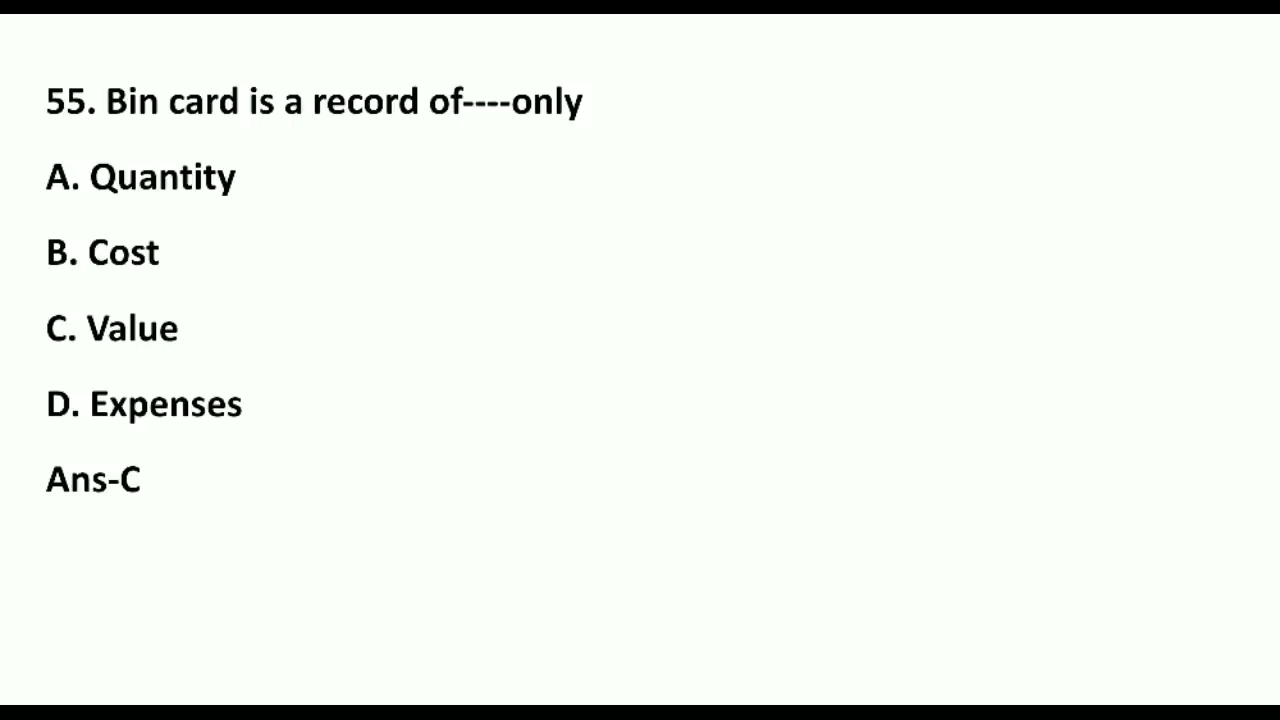 55. Bin card is a record of----only
A. Quantity
B. Cost
C. Value
D. Expenses
Ans-C